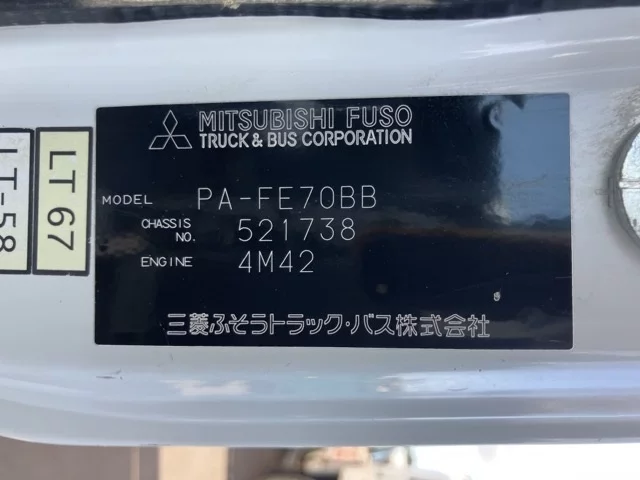 MITSUBISHI FUSO
TRUCK & BUS CORPORATION
MODEL PA-FE70BB
CHASSIS NO. 521738
ENGINE 4M42
三菱ふそうトラック・バス株式会社
LT 67
LT-58